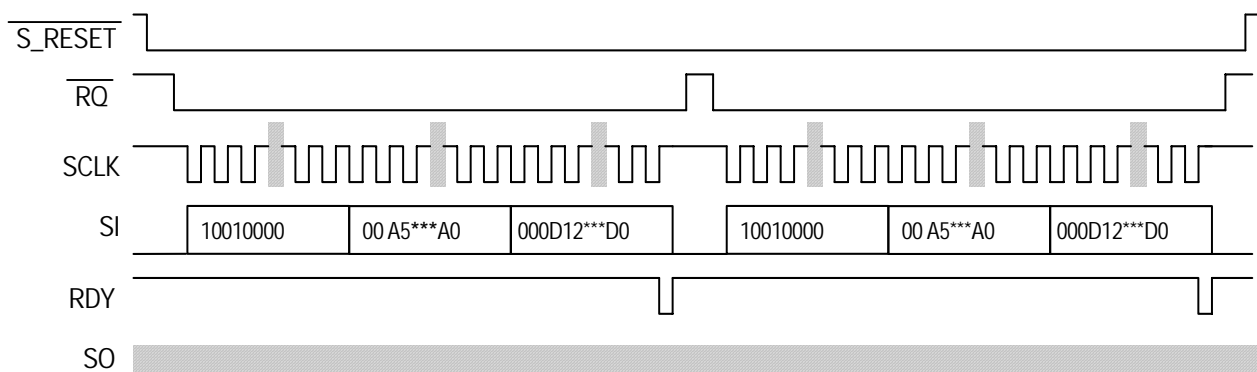 S_RESET
RQ
SCLK
SI 10010000 00 A5***A0 000D12***D0 10010000 00 A5***A0 000D12***D0
RDY
SO